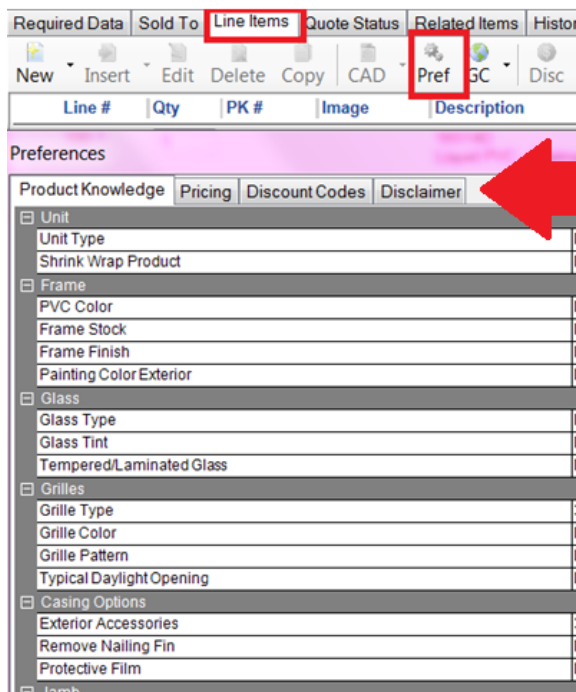 Required Data Sold To Line Items Quote Status Related Items Histor
New Insert Edit Delete Copy CAD Pref GC Disc
Line # Qty PK # Image Description
Preferences
Product Knowledge Pricing Discount Codes Disclaimer
Unit
Unit Type
Shrink Wrap Product
Frame
PVC Color
Frame Stock
Frame Finish
Painting Color Exterior
Glass
Glass Type
Glass Tint
Tempered/Laminated Glass
Grilles
Grille Type
Grille Color
Grille Pattern
Typical Daylight Opening
Casing Options
Exterior Accessories
Remove Nailing Fin
Protective Film
Jamb